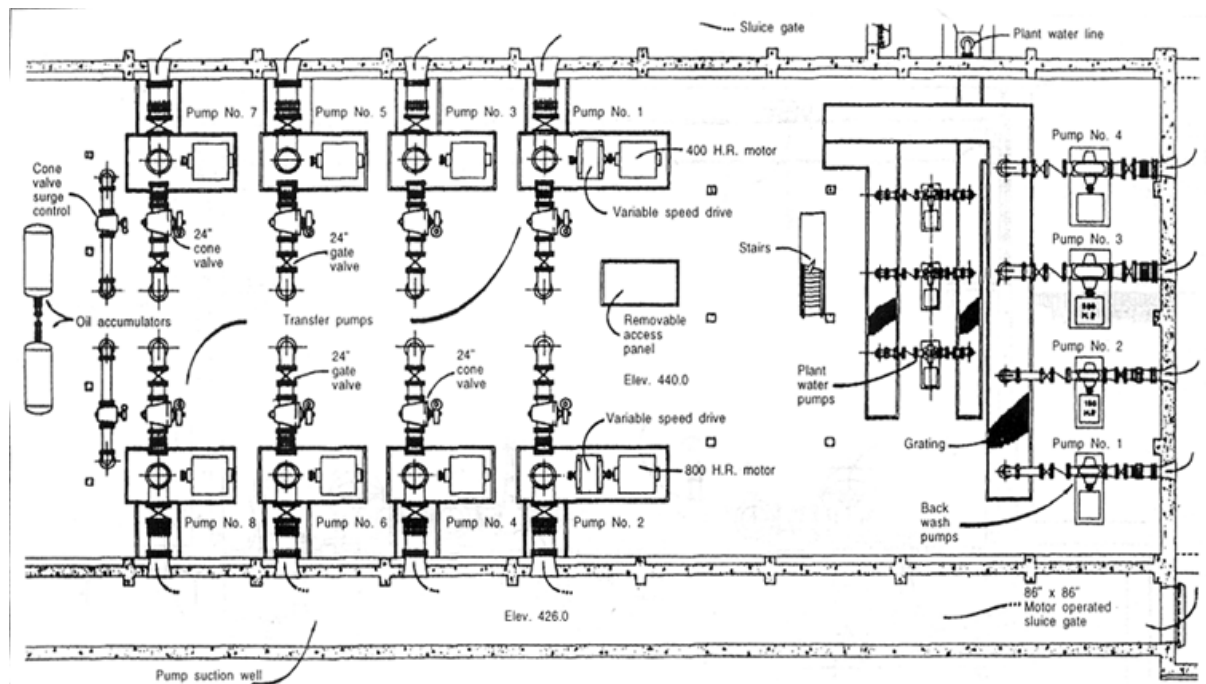 Sluice gate
Plant water line
Pump No. 7
Pump No. 5
Pump No. 3
Pump No. 1
Pump No. 4
400 H.R. motor
Cone
valve
surge
control
Variable speed drive
24"
cone
valve
24"
gate
valve
Stairs
Pump No. 3
500
H.P
Oil accumulators
Transfer pumps
Removable
access
panel
24"
gate
valve
24"
cone
valve
Pump No. 2
Elev. 440.0
Plant
water
pumps
H.P
Variable speed drive
Grating
Pump No. 1
800 H.R. motor
Back
wash
pumps
Pump No. 8
Pump No. 6
Pump No. 4
Pump No. 2
86" x 86"
Motor operated
sluice gate
Elev. 426.0
Pump suction well